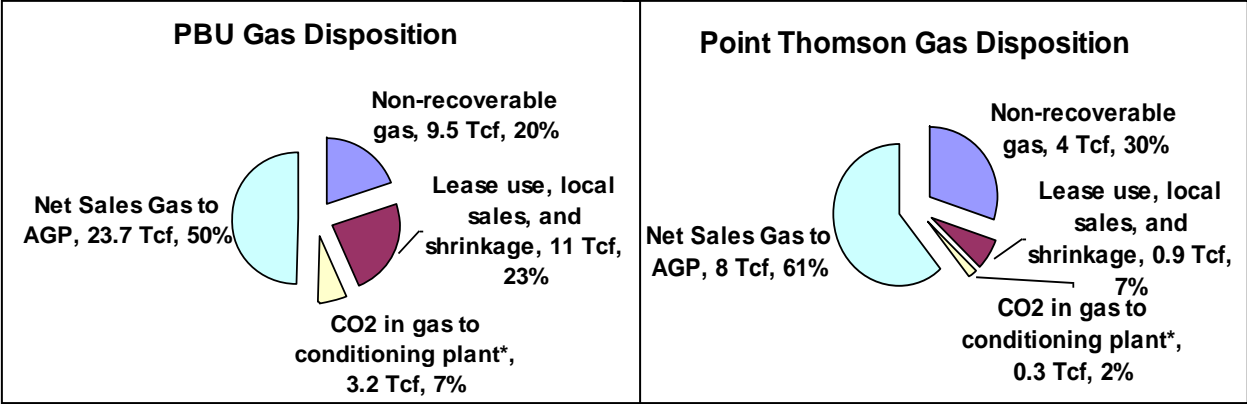 PBU Gas Disposition
Non-recoverable
gas, 9.5 Tcf, 20%
Lease use, local
sales, and
shrinkage, 11 Tcf,
23%
CO2 in gas to
conditioning plant*,
3.2 Tcf, 7%
Net Sales Gas to
AGP, 23.7 Tcf, 50%
Point Thomson Gas Disposition
Non-recoverable
gas, 4 Tcf, 30%
Lease use, local
sales, and
shrinkage, 0.9 Tcf,
7%
CO2 in gas to
conditioning plant*,
0.3 Tcf, 2%
Net Sales Gas to
AGP, 8 Tcf, 61%